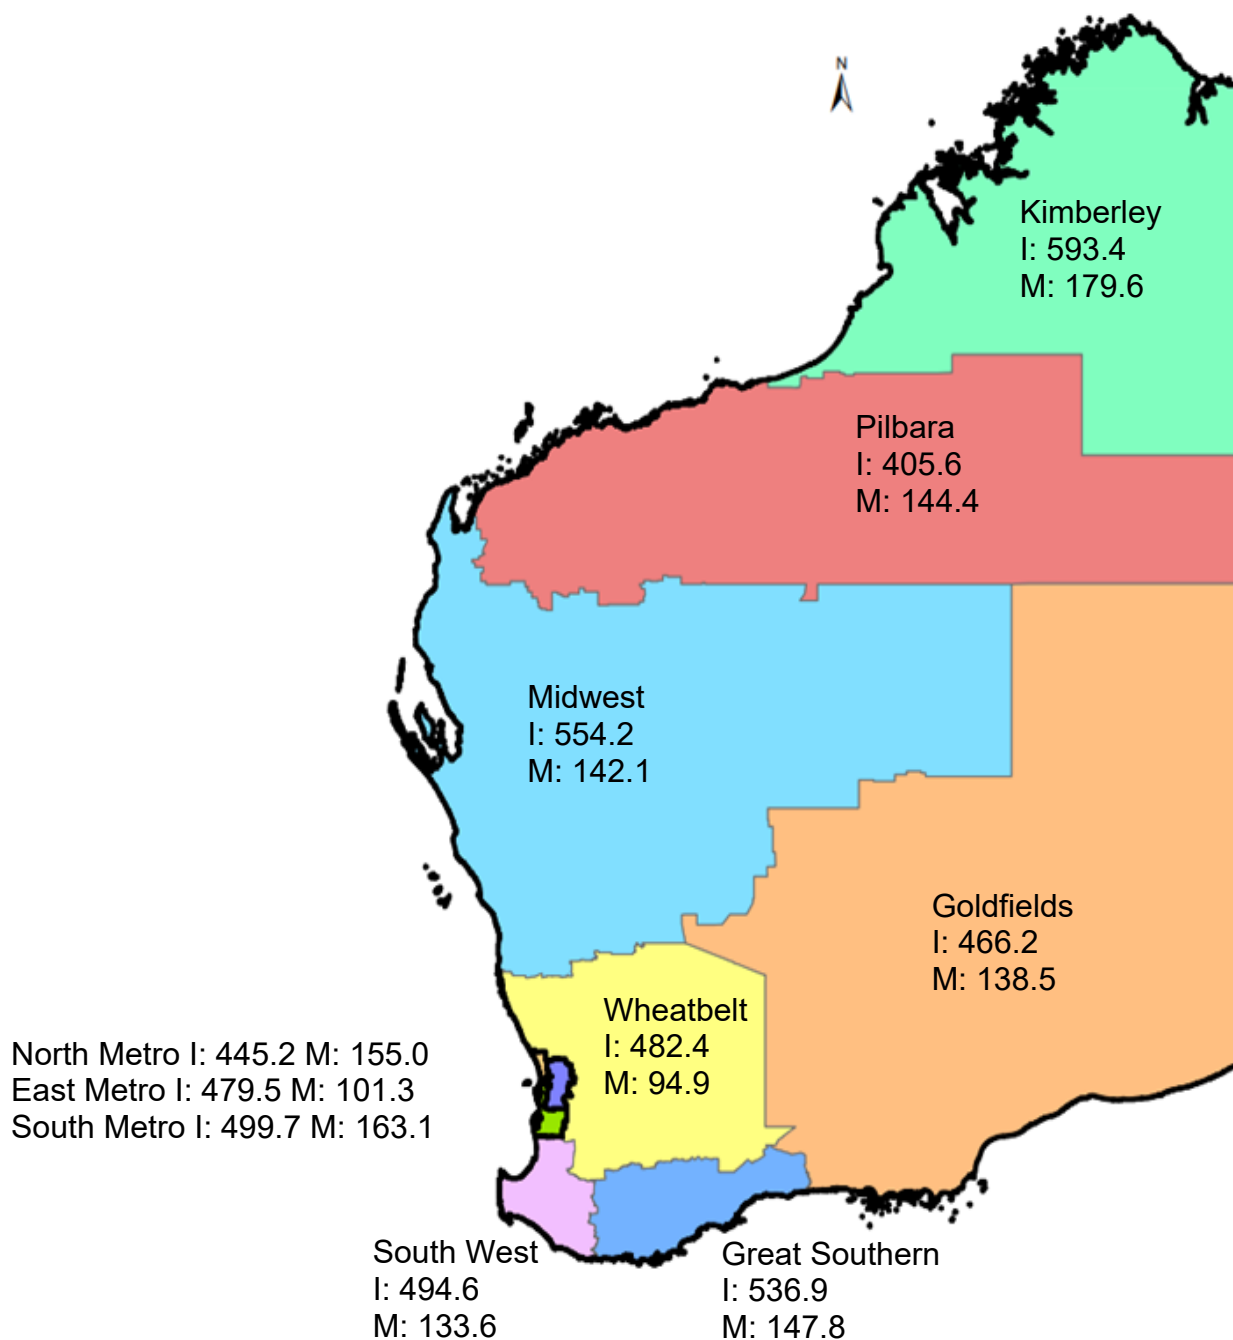 N
Kimberley
I: 593.4
M: 179.6
Pilbara
I: 405.6
M: 144.4
Midwest
I: 554.2
M: 142.1
Goldfields
I: 466.2
M: 138.5
Wheatbelt
I: 482.4
M: 94.9
North Metro I: 445.2 M: 155.0
East Metro I: 479.5 M: 101.3
South Metro I: 499.7 M: 163.1
South West
I: 494.6
M: 133.6
Great Southern
I: 536.9
M: 147.8